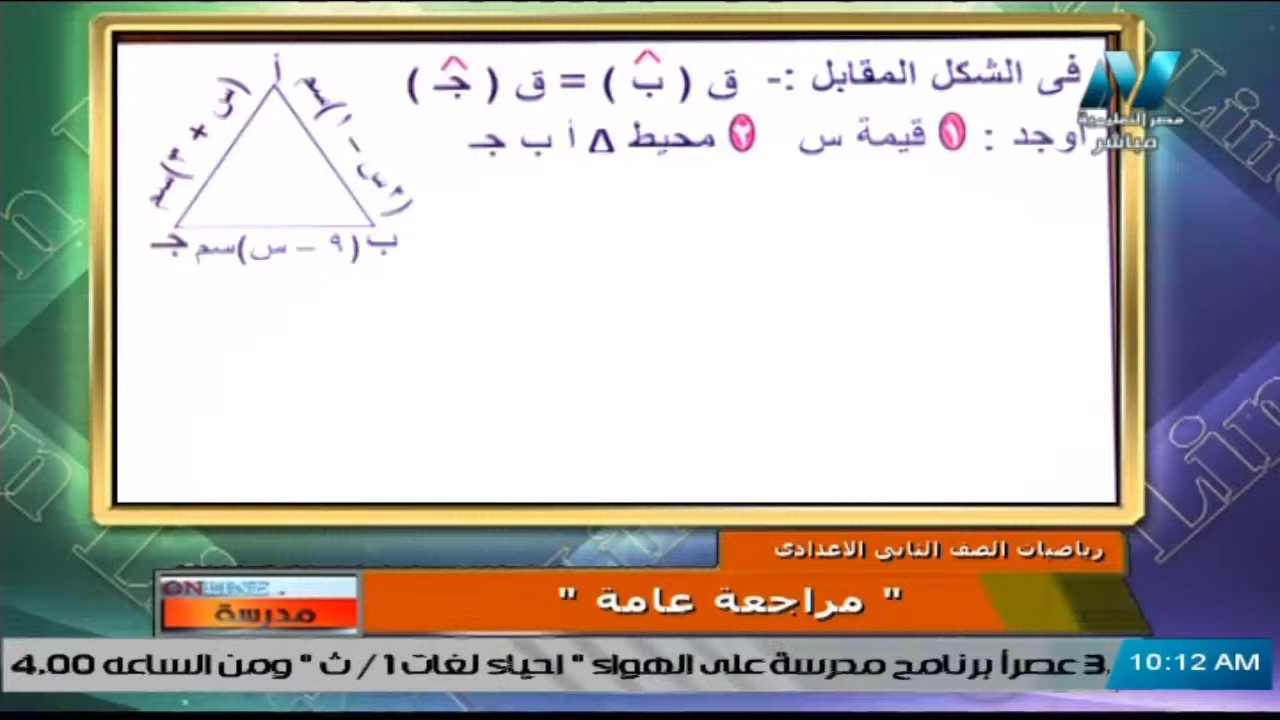 فى الشكل المقابل :- ق ( بَ ) = ق ( جـَ )
أوجد : ١ قيمة س ٢ محيط Δ أ ب جـ
أ
(س + ٣)سم
(٢س – ١)سم
جـ
ب
(٩ – س)سم
مصر التعليمية
مباشر
رياضيات الصف الثانى الاعدادى
" مراجعة عامة "
ONLINE.
مدرسة
3. عصراً برنامج مدرسة على الهواء " احياء لغات ١ / ث " ومن الساعه 4.00
10:12 AM